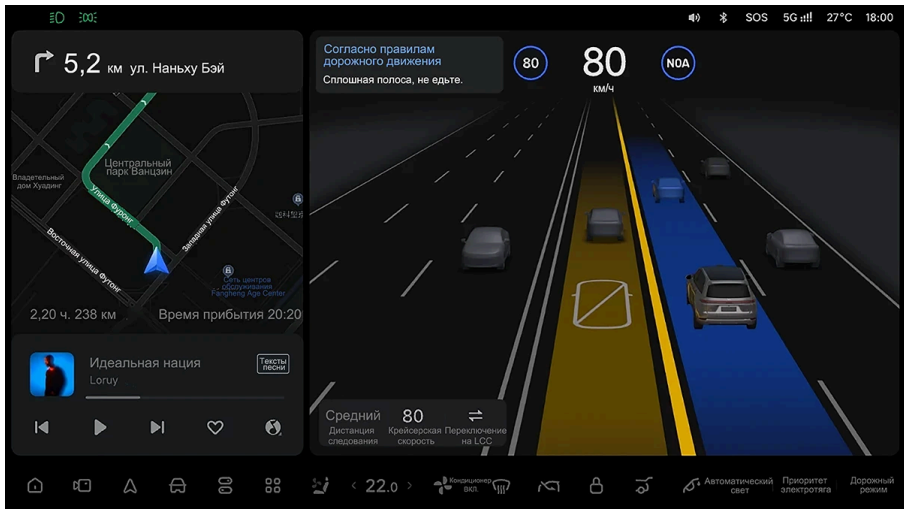 SOS 5G 27°C 18:00
5,2 км ул. Наньху Бэй
Центральный
парк Ванцзин
Владетельный
дом Хуадинг
Улица Фуронг
Западная улица Футонг
Восточная улица Футонг
Сеть центров
обслуживания
Fangheng Age Center
2,20 ч. 238 км
Время прибытия 20:20
Идеальная нация
Loruy
Тексты
песни
Согласно правилам
дорожного движения
Сплошная полоса, не едьте.
80
80
км/ч
NOA
Средний 80
Дистанция
следования
Крейсерская
скорость
Переключение
на LCC
22.0
Кондиционер
вкл.
Автоматический
свет
Приоритет
электротяга
Дорожный
режим